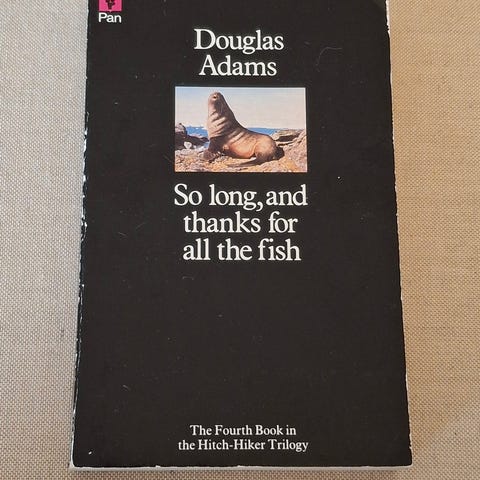 Pan
Douglas
Adams
So long, and
thanks for
all the fish
The Fourth Book in
the Hitch-Hiker Trilogy